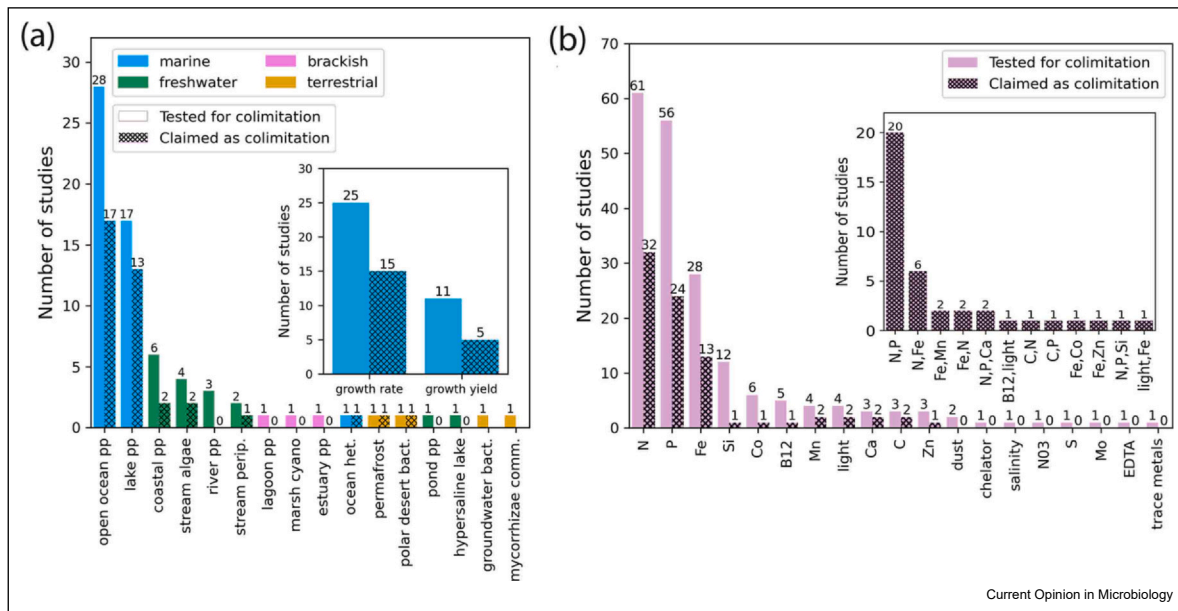 (a)
marine
freshwater
brackish
terrestrial
Tested for colimitation
Claimed as colimitation
Number of studies
30
25
20
15
10
5
0
28
17
17
13
6
2
4
2
3
0
2
1
1
0
1
0
1
0
1
1
1
1
1
1
1
0
1
0
1
0
1
0
open ocean pp
lake pp
coastal pp
stream algae
river pp
stream perip.
lagoon pp
marsh cyano
estuary pp
ocean het.
permafrost
polar desert bact.
pond pp
hypersaline lake
groundwater bact.
mycorrhizae comm.
Number of studies
30
25
20
15
10
5
0
25
15
11
5
growth rate
growth yield
(b)
Tested for colimitation
Claimed as colimitation
Number of studies
70
60
50
40
30
20
10
0
61
32
56
24
28
13
12
1
6
1
5
1
4
2
4
2
3
2
3
2
3
1
2
0
1
0
1
0
1
0
1
0
1
0
1
0
1
0
N
P
Fe
Si
Co
B12
Mn
light
Ca
C
Zn
dust
chelator
salinity
N03
S
Mo
EDTA
trace metals
Number of studies
20
15
10
5
0
20
6
2
2
2
1
1
1
1
1
1
1
N,P
N,Fe
Fe,Mn
Fe,N
N,P,Ca
B12,light
C,N
C,P
Fe,Co
Fe,Zn
N,P,Si
light,Fe
Current Opinion in Microbiology